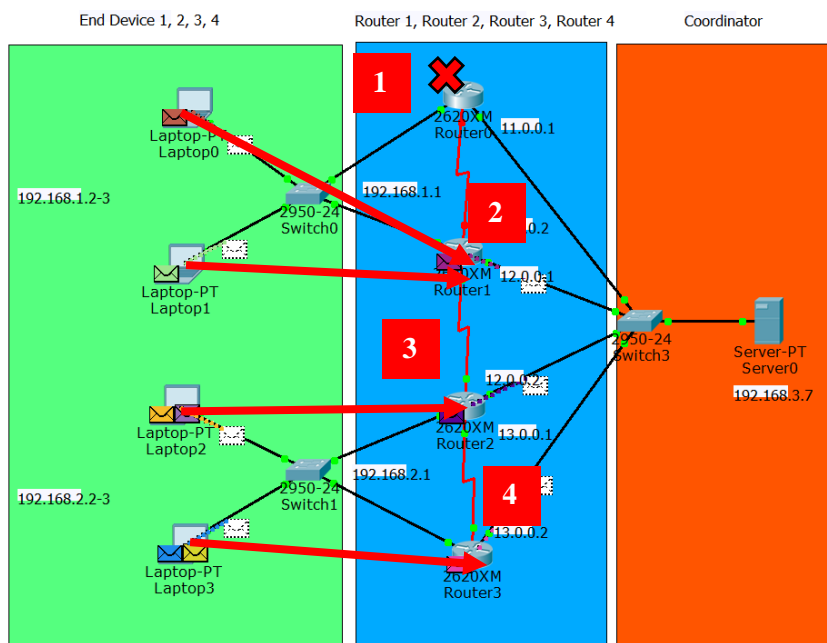 End Device 1, 2, 3, 4
Router 1, Router 2, Router 3, Router 4
Coordinator
1
Laptop-PT
Laptop0
2620XM
Router0
11.0.0.1
192.168.1.2-3
192.168.1.1
2950-24
Switch0
2
0.2
Laptop-PT
Laptop1
2620XM
Router1
12.0.0.1
2950-24
Switch3
Server-PT
Server0
192.168.3.7
3
12.0.0.2
Laptop-PT
Laptop2
2620XM
Router2
13.0.0.1
192.168.2.1
2950-24
Switch1
192.168.2.2-3
4
13.0.0.2
Laptop-PT
Laptop3
2620XM
Router3